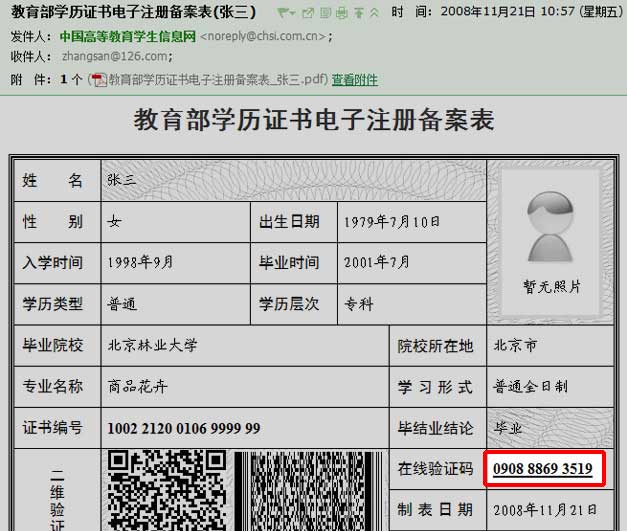 教育部学历证书电子注册备案表(张三) 时 间：2008年11月21日 10:57 (星期五)
发件人：中国高等教育学生信息网 <noreply@chsi.com.cn>;
收件人：zhangsan@126.com;
附 件：1 个 (教育部学历证书电子注册备案表_张三.pdf) 查看附件
教育部学历证书电子注册备案表
姓 名 张三
性 别 女 出生日期 1979年7月10日
入学时间 1998年9月 毕业时间 2001年7月
暂无照片
学历类型 普通 学历层次 专科
毕业院校 北京林业大学 院校所在地 北京市
专业名称 商品花卉 学习形式 普通全日制
证书编号 1002 2120 0106 9999 99 毕结业结论 毕业
在线验证码 0908 8869 3519
二维验证
制表日期 2008年11月21日